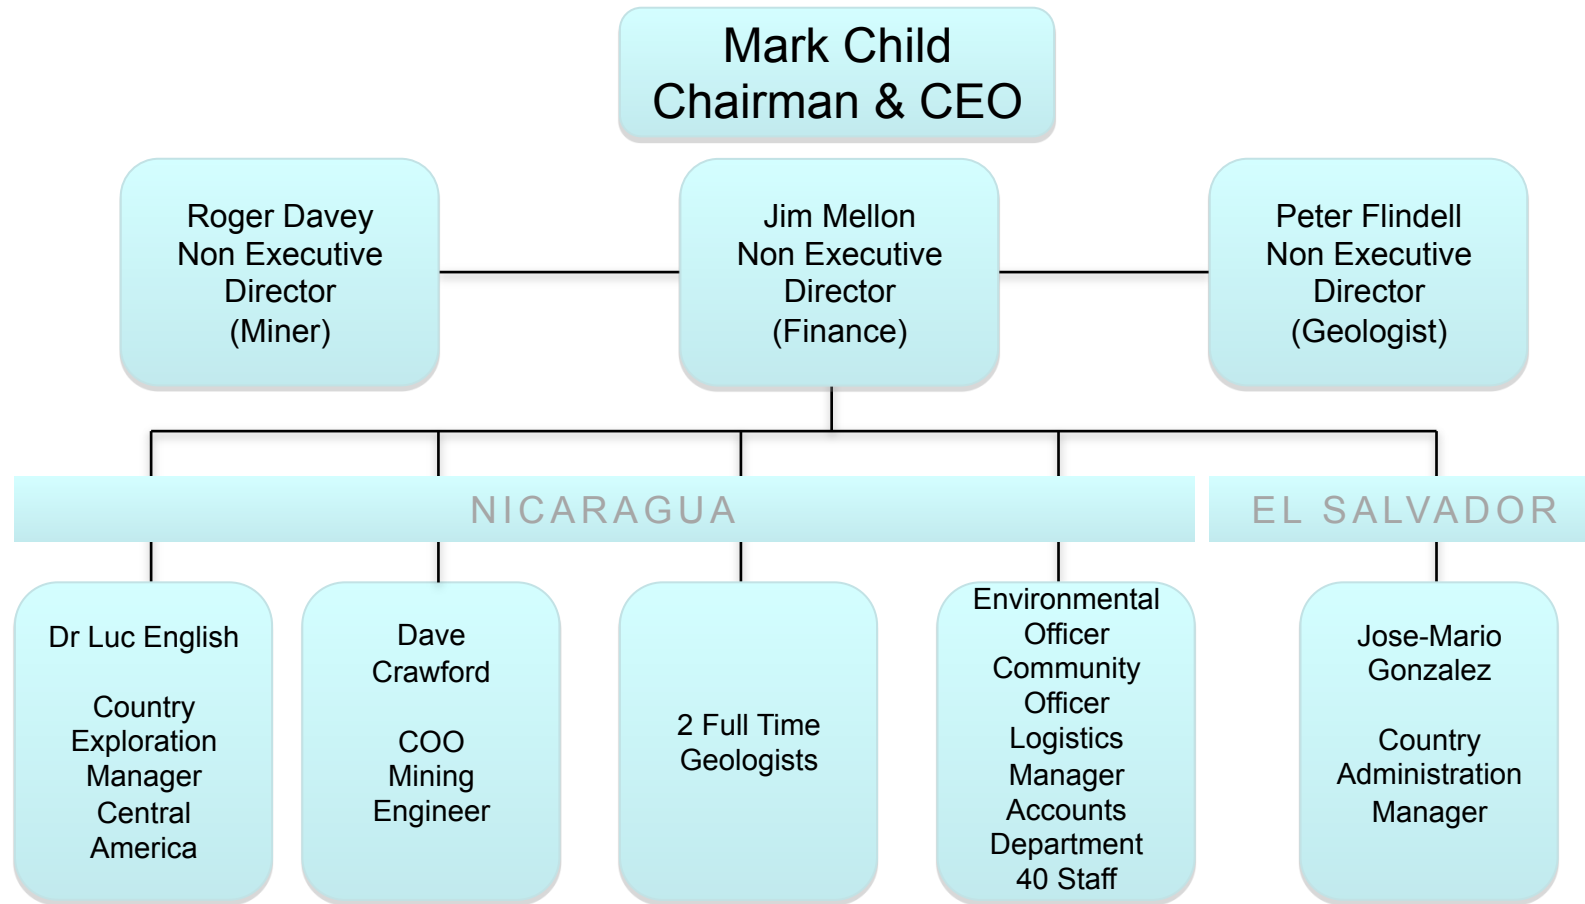 Mark Child
Chairman & CEO
Roger Davey
Non Executive
Director
(Miner)
Jim Mellon
Non Executive
Director
(Finance)
Peter Flindell
Non Executive
Director
(Geologist)
NICARAGUA
EL SALVADOR
Dr Luc English
Country
Exploration
Manager
Central
America
Dave
Crawford
COO
Mining
Engineer
2 Full Time
Geologists
Environmental
Officer
Community
Officer
Logistics
Manager
Accounts
Department
40 Staff
Jose-Mario
Gonzalez
Country
Administration
Manager